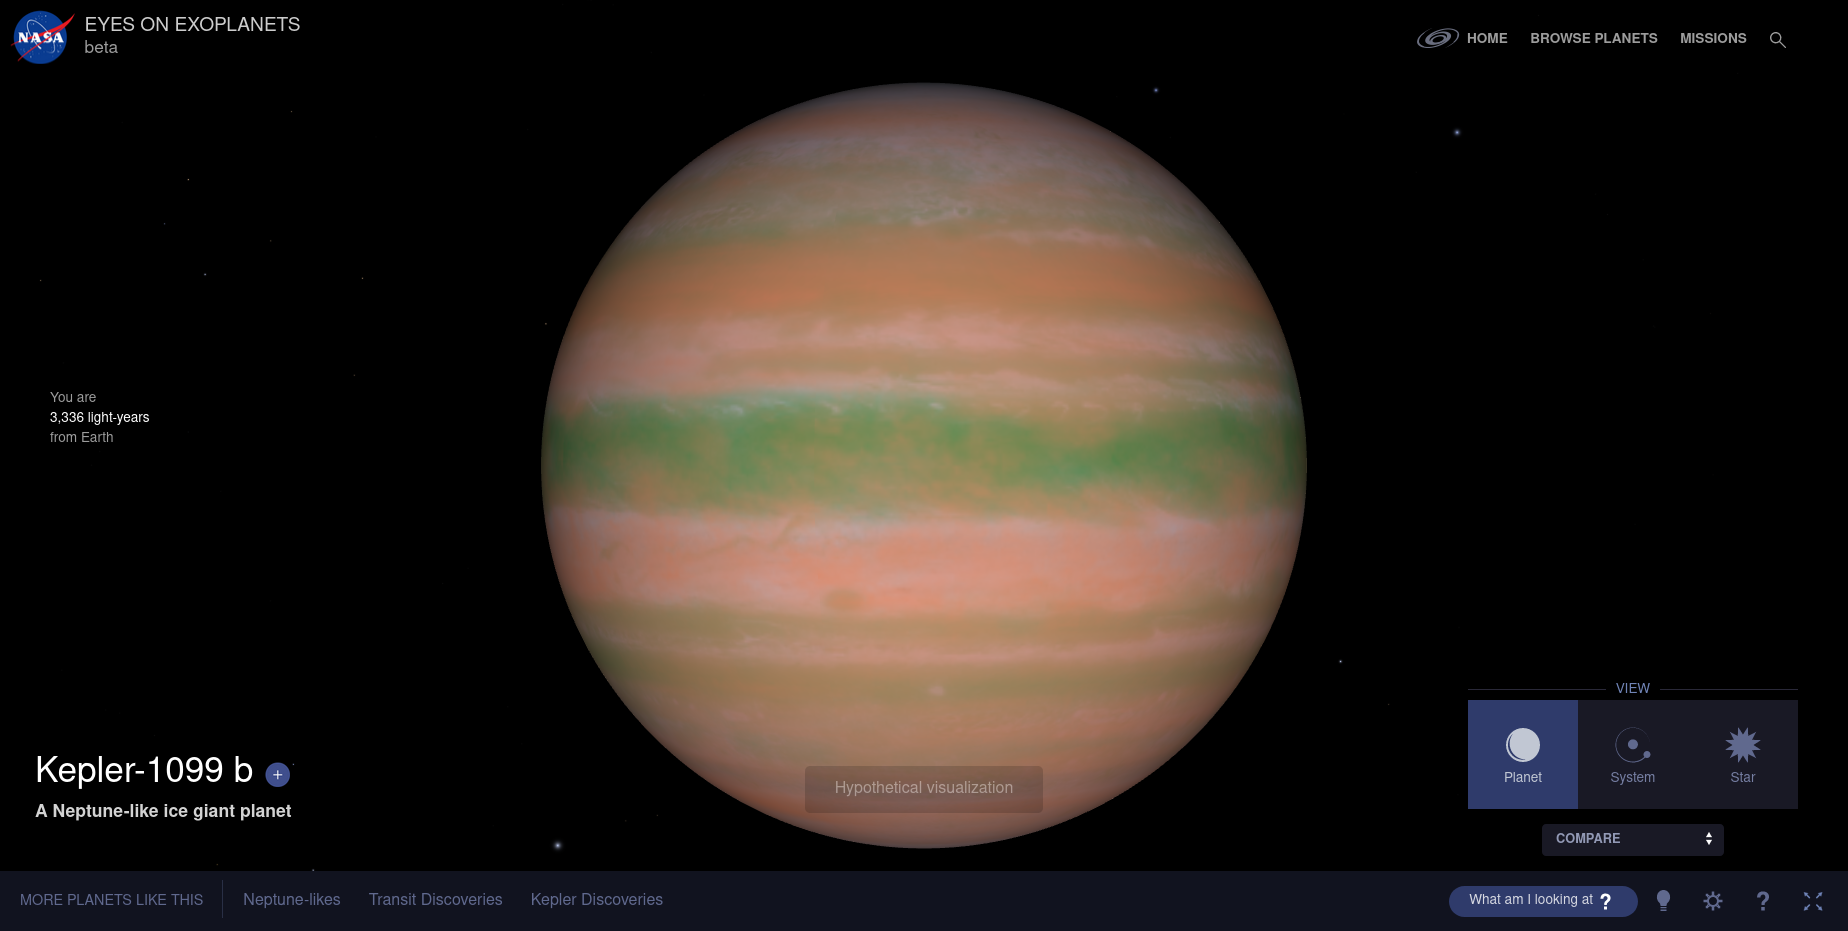 NASA
EYES ON EXOPLANETS
beta
HOME
BROWSE PLANETS
MISSIONS
You are
3,336 light-years
from Earth
Kepler-1099 b +
A Neptune-like ice giant planet
Hypothetical visualization
VIEW
Planet
System
Star
COMPARE
MORE PLANETS LIKE THIS
Neptune-likes
Transit Discoveries
Kepler Discoveries
What am I looking at ?
?